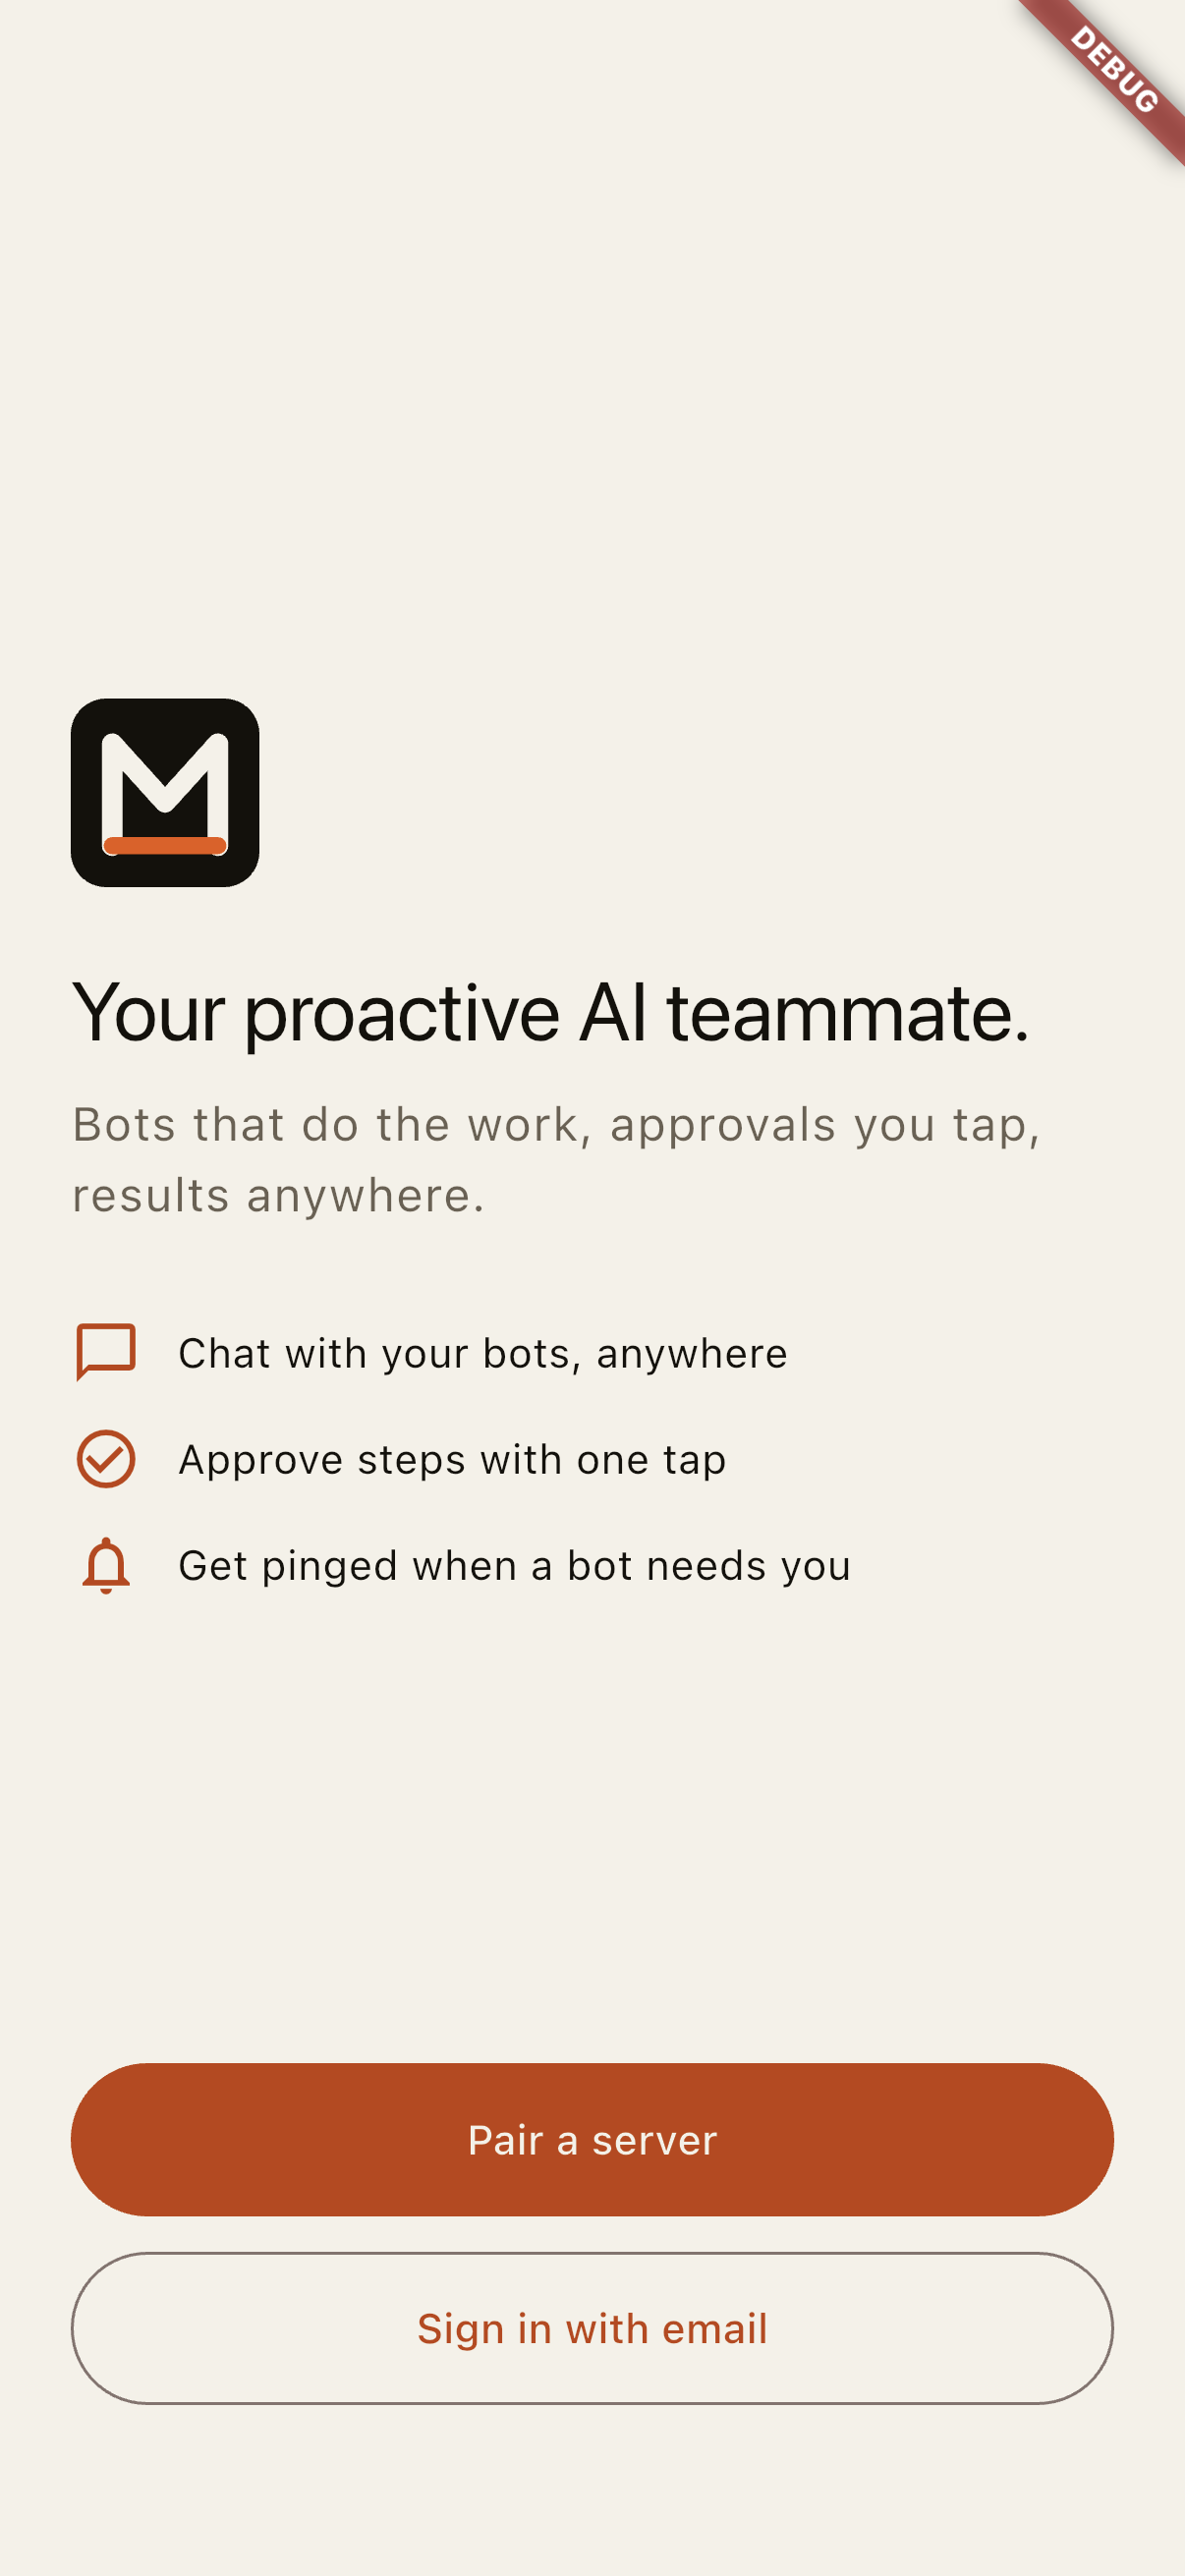 DEBUG
M
Your proactive AI teammate.
Bots that do the work, approvals you tap,
results anywhere.
Chat with your bots, anywhere
Approve steps with one tap
Get pinged when a bot needs you
Pair a server
Sign in with email